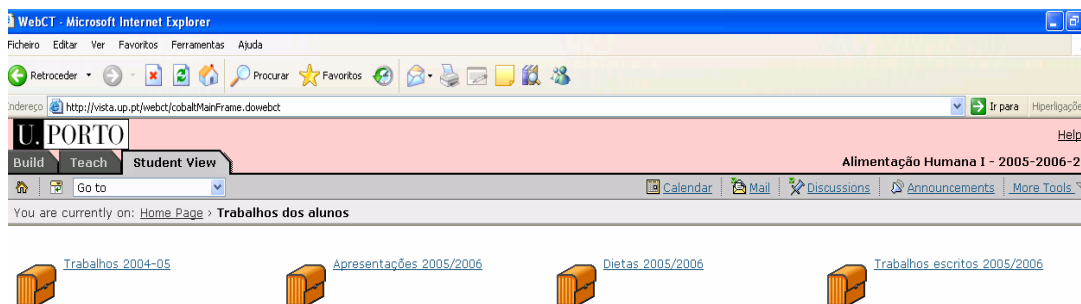 WebCT - Microsoft Internet Explorer
Ficheiro Editar Ver Favoritos Ferramentas Ajuda
Retroceder Procurar Favoritos
http://vista.up.pt/webct/cobaltMainFrame.dowebct Ir para
U. PORTO Help
Build Teach Student View Alimentação Humana I - 2005-2006-2
Go to Calendar Mail Discussions Announcements More Tools
You are currently on: Home Page › Trabalhos dos alunos
Trabalhos 2004-05 Apresentações 2005/2006 Dietas 2005/2006 Trabalhos escritos 2005/2006